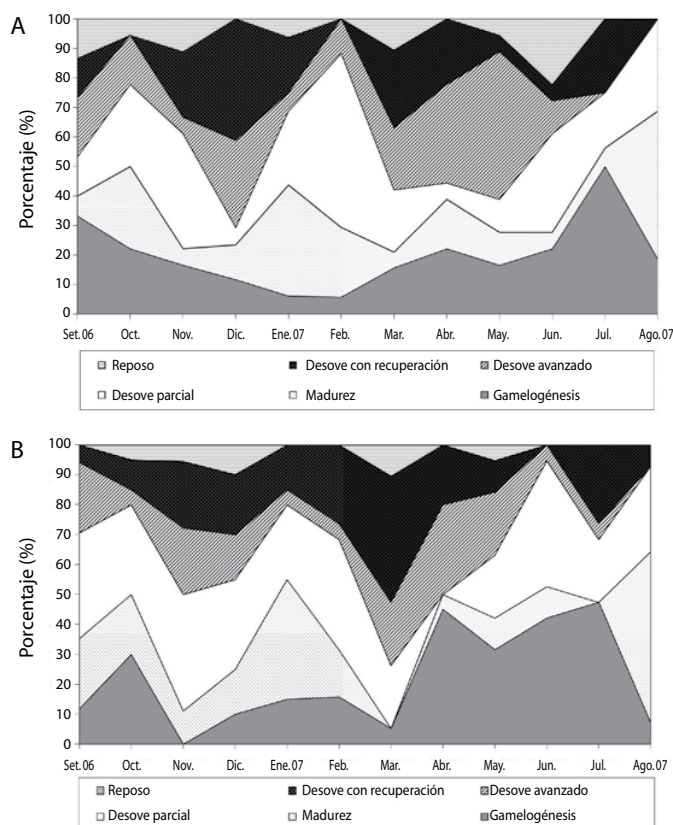 A
Porcentaje (%)
100
90
80
70
60
50
40
30
20
10
0
Set. 06 Oct. Nov. Dic. Ene. 07 Feb. Mar. Abr. May. Jun. Jul. Ago. 07
Reposo Desove con recuperación Desove avanzado
Desove parcial Madurez Gamelogénesis
B
Porcentaje (%)
100
90
80
70
60
50
40
30
20
10
0
Set. 06 Oct. Nov. Dic. Ene. 07 Feb. Mar. Abr. May. Jun. Jul. Ago. 07
Reposo Desove con recuperación Desove avanzado
Desove parcial Madurez Gamelogénesis